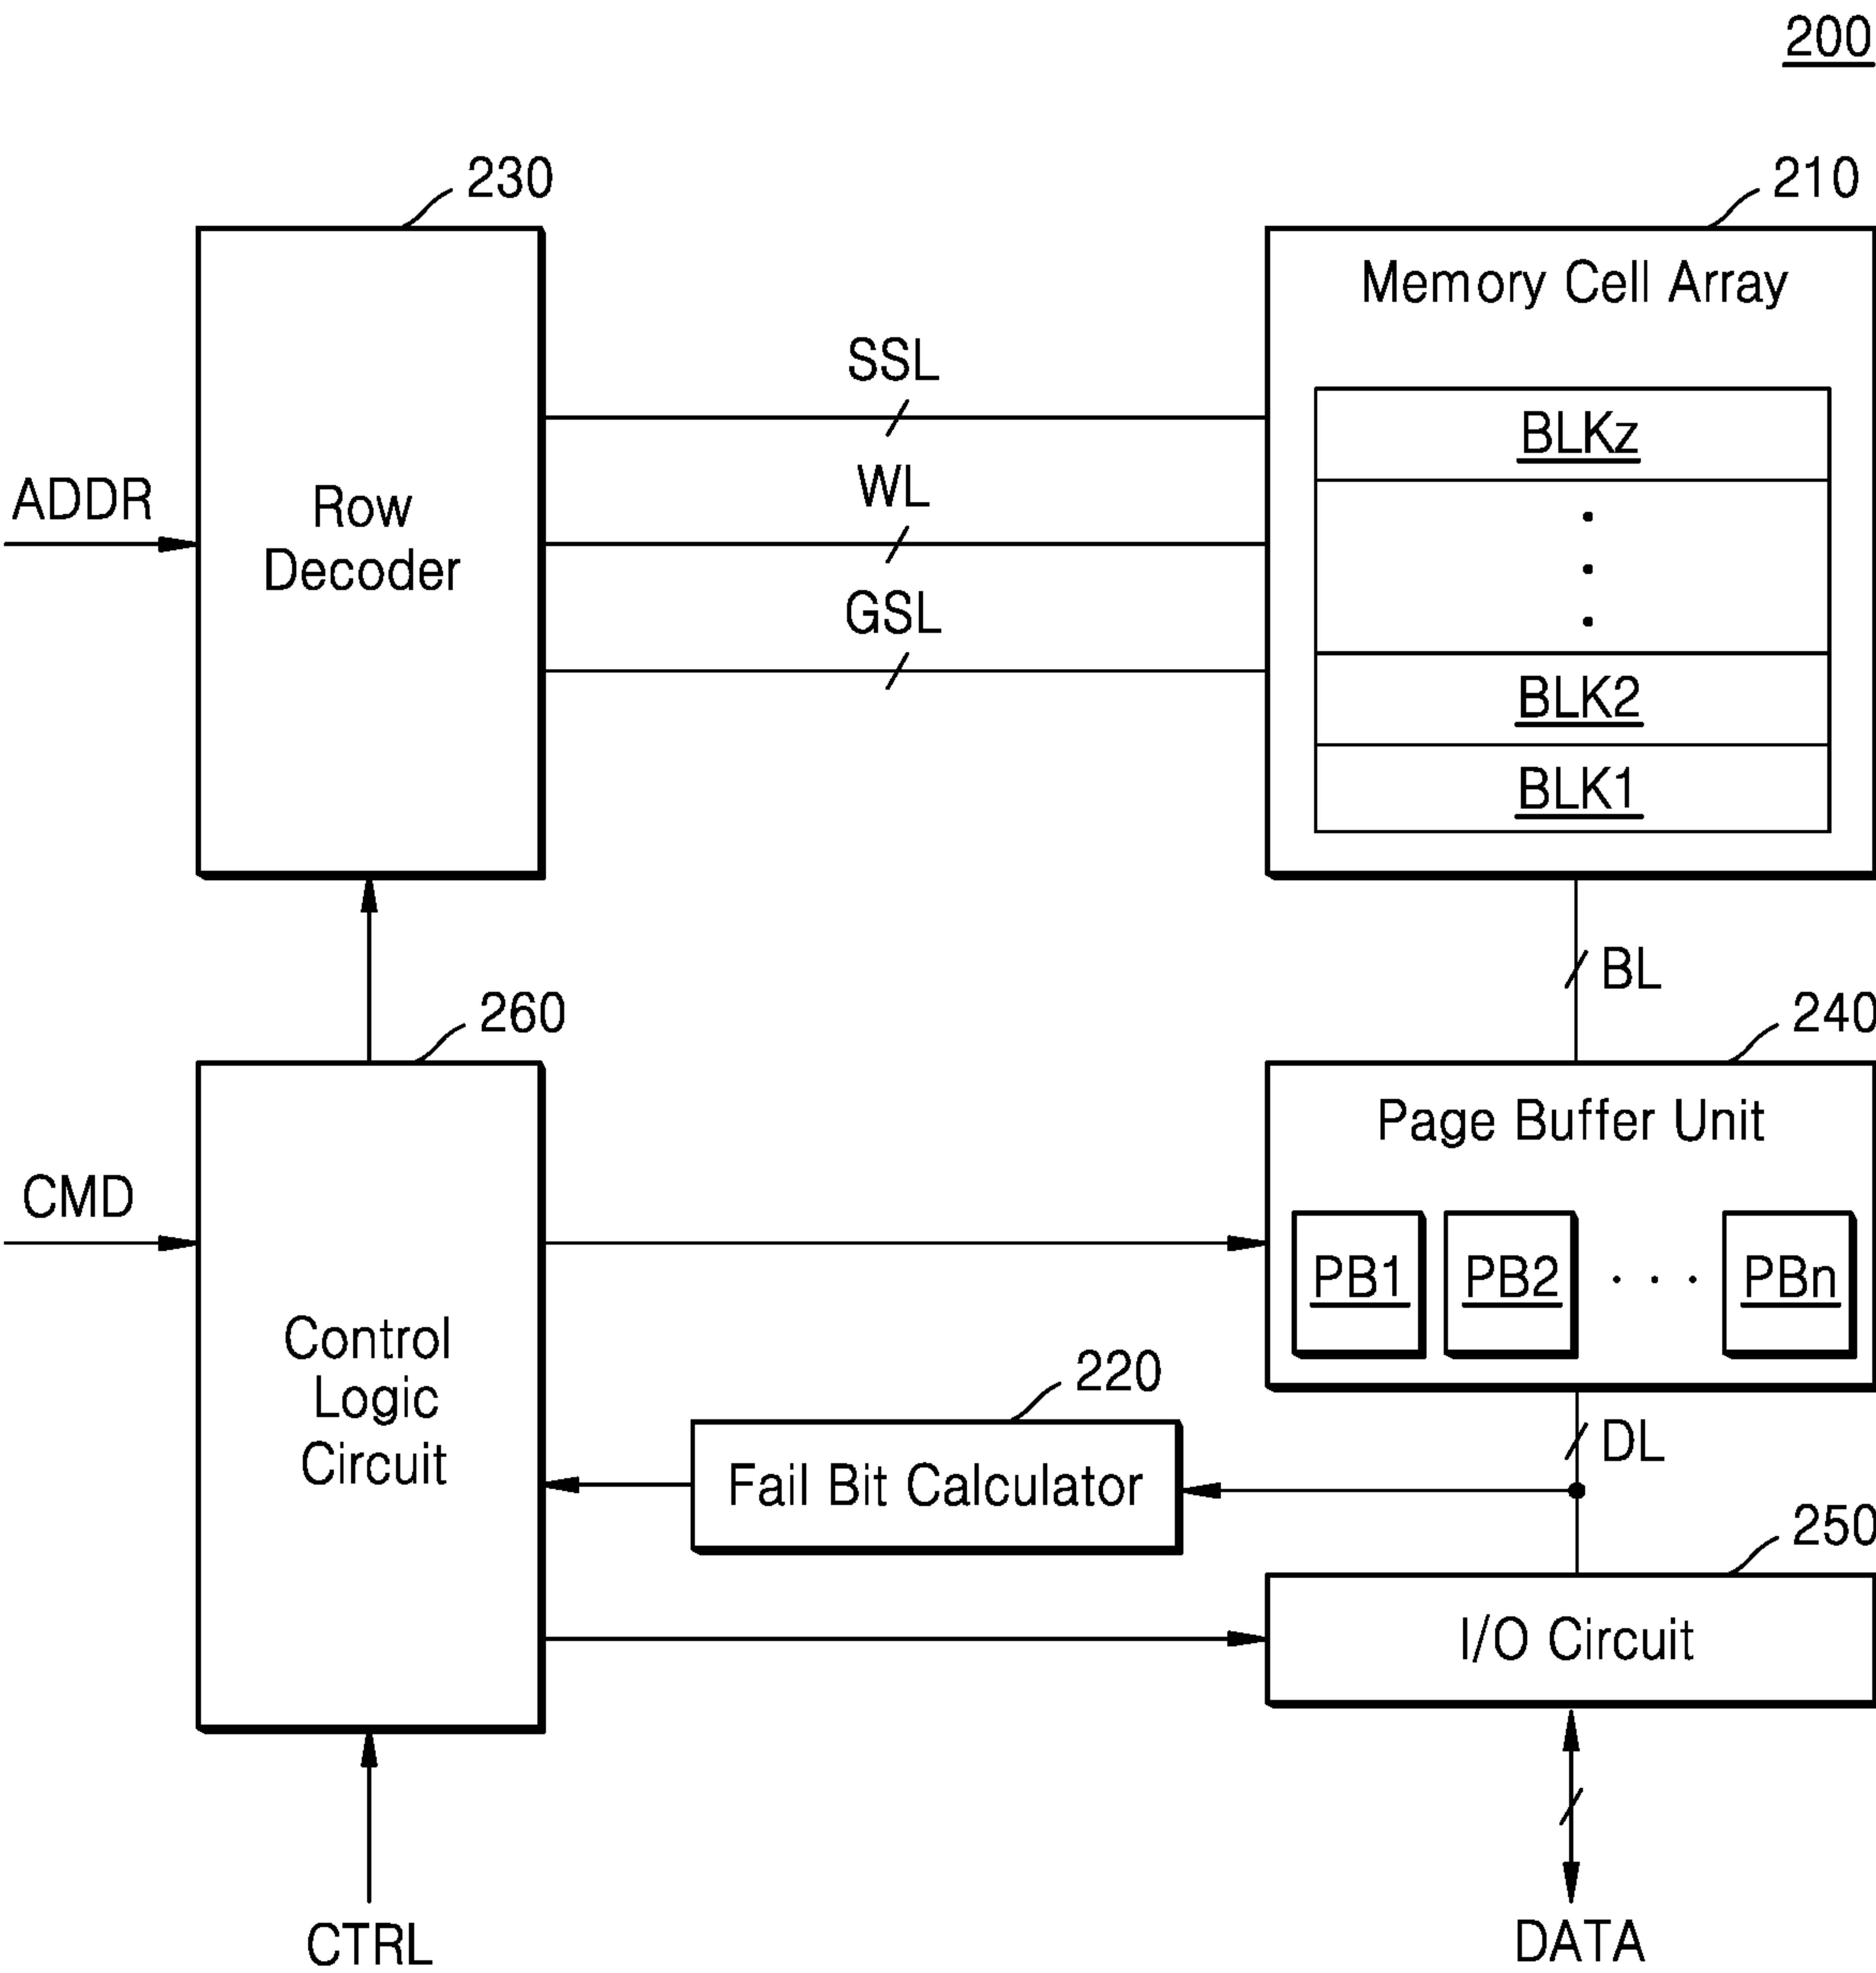 200
230
210
Memory Cell Array
SSL
BLKz
WL
ADDR
Row
Decoder
GSL
BLK2
BLK1
BL
260
240
Page Buffer Unit
CMD
PB1 PB2 . . . PBn
Control
Logic
Circuit
220
DL
Fail Bit Calculator
250
I/O Circuit
CTRL
DATA